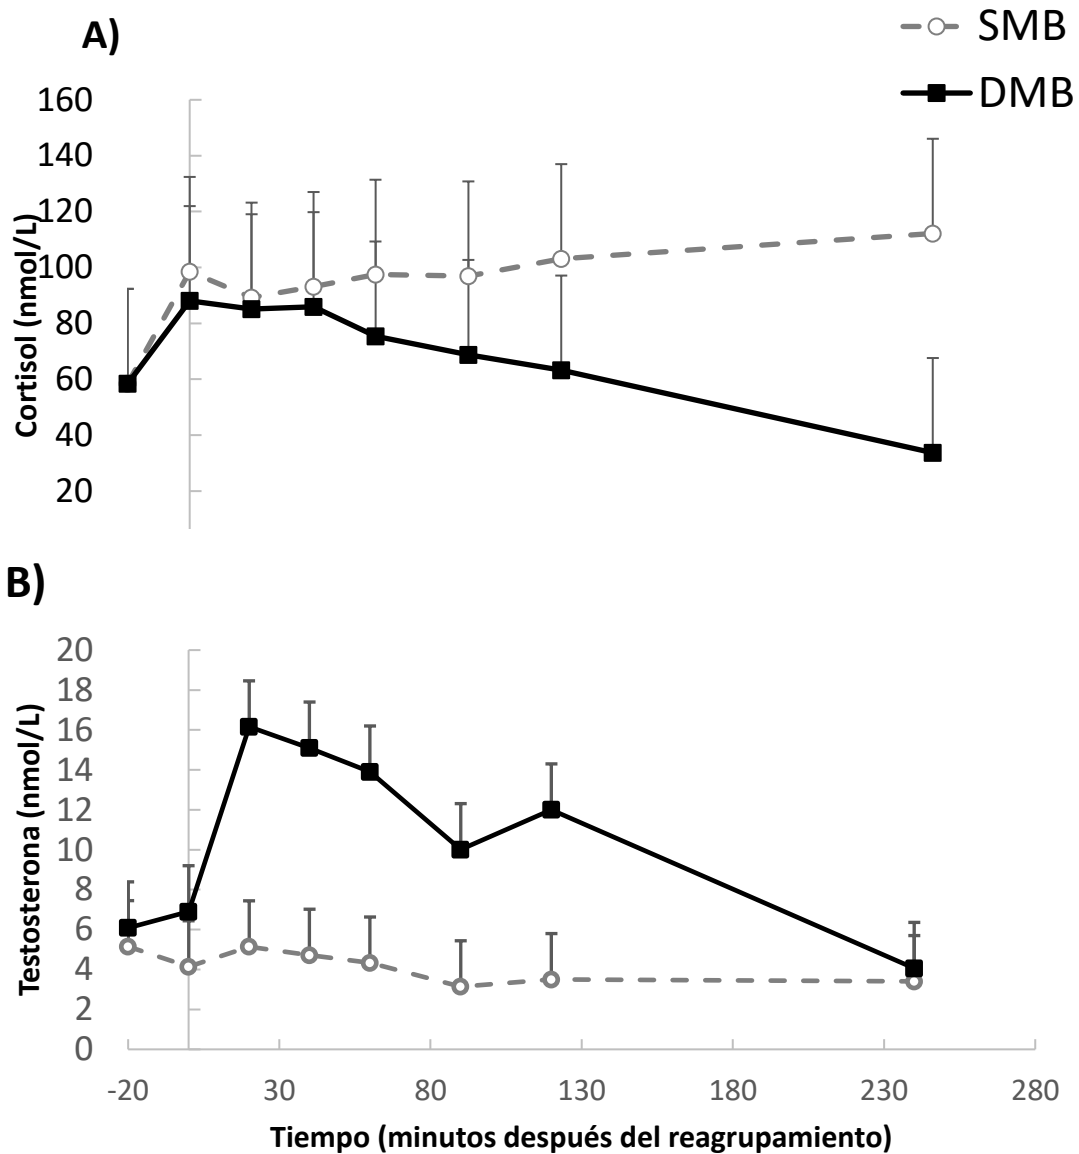 A)
SMB
DMB
160
140
120
100
80
60
40
20
Cortisol (nmol/L)
B)
20
18
16
14
12
10
8
6
4
2
0
Testosterona (nmol/L)
-20 30 80 130 180 230 280
Tiempo (minutos después del reagrupamiento)